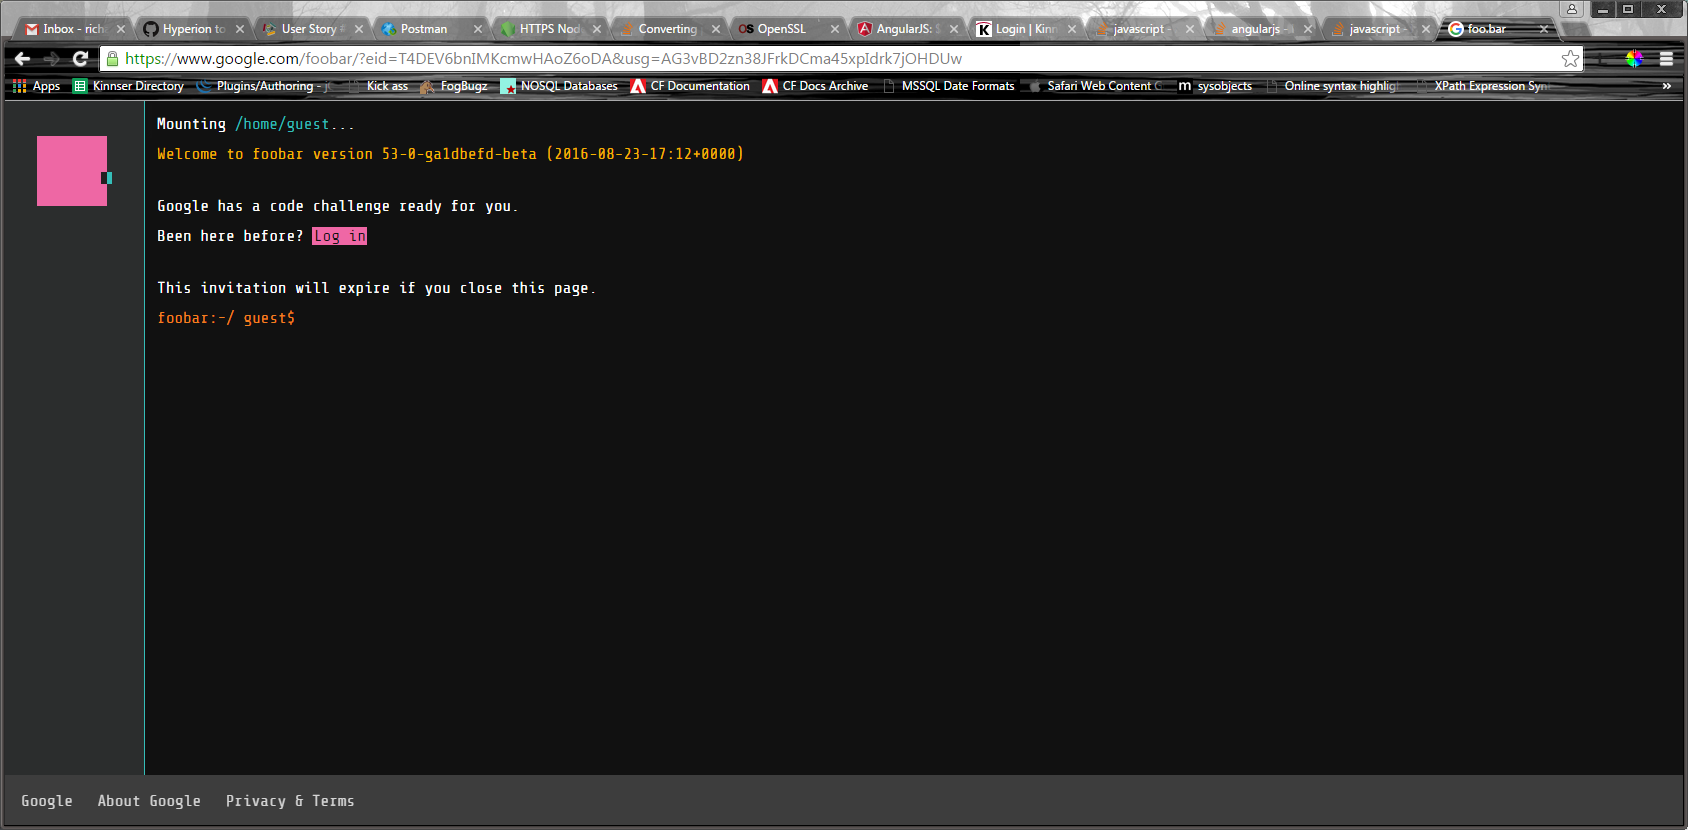 Inbox - rich
Hyperion to
User Story
Postman
HTTPS Nod
Converting
OS OpenSSL
AngularJS:
K Login | Kinn
javascript -
angularjs -
javascript -
foo.bar
https://www.google.com/foobar/?eid=T4DEV6bnIMKcmwHAoZ6oDA&usg=AG3vBD2zn38JFrkDCma45xpIdrk7jOHDUw
Apps
Kinnser Directory
Plugins/Authoring -
Kick ass
FogBugz
NOSQL Databases
CF Documentation
CF Docs Archive
MSSQL Date Formats
Safari Web Content
m sysobjects
Online syntax highlig
XPath Expression Syn
»
Mounting /home/guest...
Welcome to foobar version 53-0-ga1dbefd-beta (2016-08-23-17:12+0000)
Google has a code challenge ready for you.
Been here before? Log in
This invitation will expire if you close this page.
foobar:~/ guest$
Google About Google Privacy & Terms